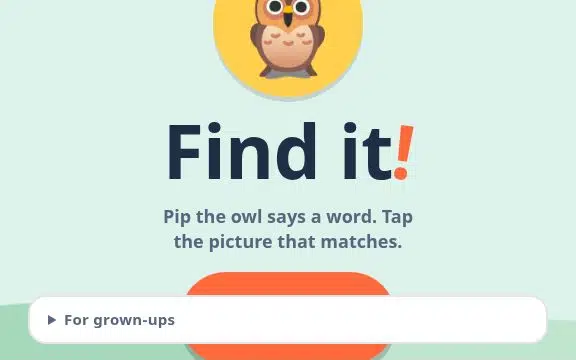 Find it!
Pip the owl says a word. Tap
the picture that matches.
For grown-ups